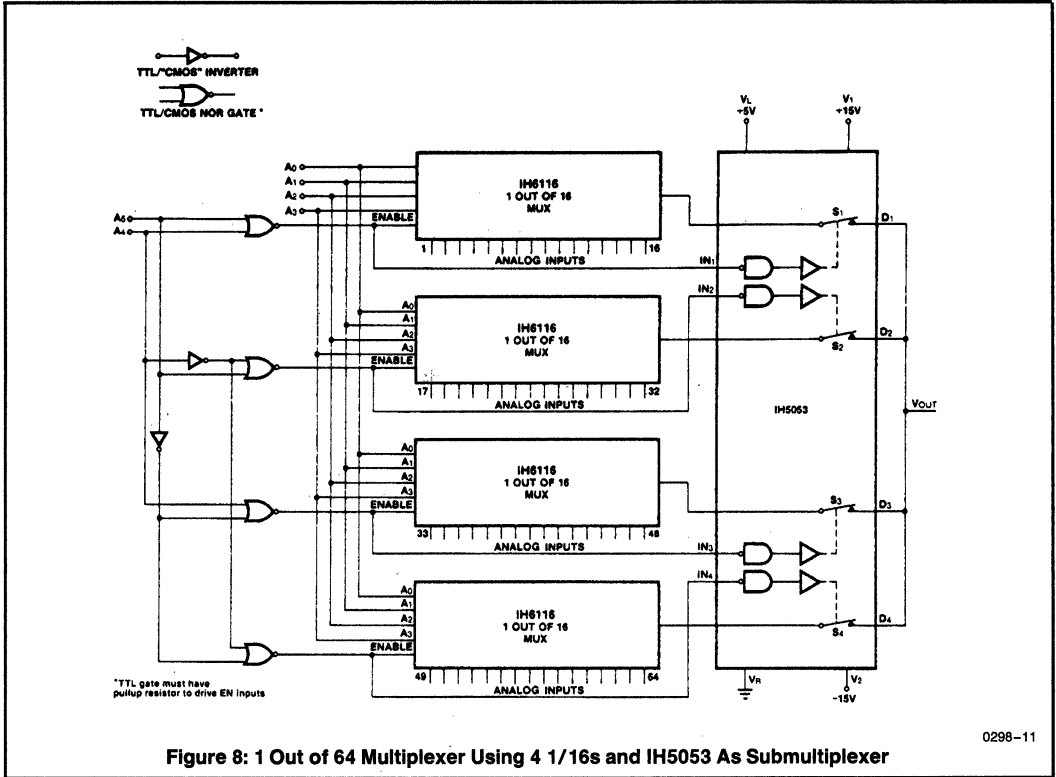 TTL/"CMOS" INVERTER
TTL/CMOS NOR GATE *
VL
+5V
V1
+15V
A0
A1
A2
A3
A5
A4
ENABLE
IH6116
1 OUT OF 16
MUX
1
16
ANALOG INPUTS
S1
D1
IN1
IN2
A0
A1
A2
A3
ENABLE
IH6116
1 OUT OF 16
MUX
17
32
ANALOG INPUTS
S2
D2
IH5053
VOUT
A0
A1
A2
A3
ENABLE
IH6116
1 OUT OF 16
MUX
33
48
ANALOG INPUTS
S3
D3
IN3
IN4
A0
A1
A2
A3
ENABLE
IH6116
1 OUT OF 16
MUX
49
64
ANALOG INPUTS
S4
D4
*TTL gate must have
pullup resistor to drive EN inputs
VR
V2
-15V
0298–11
Figure 8: 1 Out of 64 Multiplexer Using 4 1/16s and IH5053 As Submultiplexer